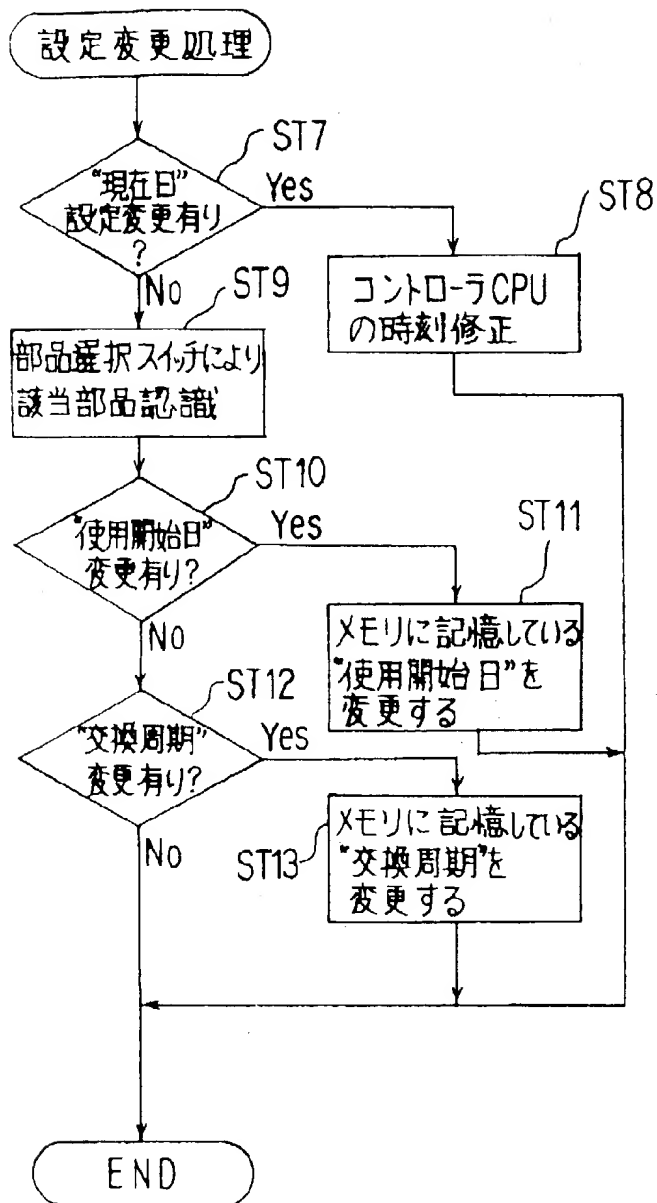 設定変更処理
ST7
“現在日”
設定変更有り
?
Yes
No
ST8
コントローラCPU
の時刻修正
ST9
部品選択スイッチにより
該当部品認識
ST10
“使用開始日”
変更有り?
Yes
No
ST11
メモリに記憶している
“使用開始日”を
変更する
ST12
“交換周期”
変更有り?
Yes
No
ST13
メモリに記憶している
“交換周期”を
変更する
END